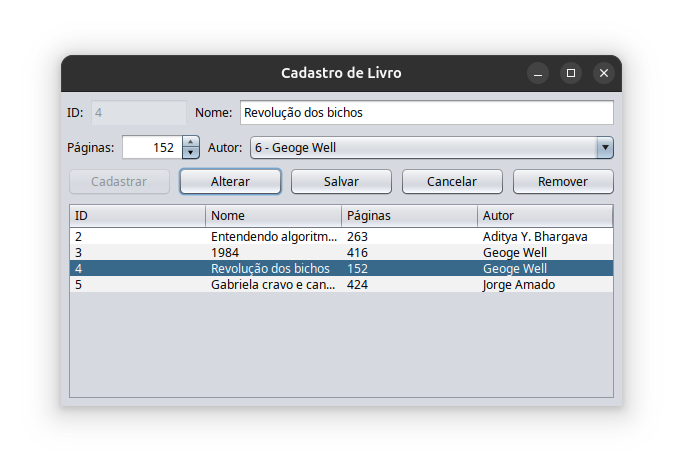 Cadastro de Livro
ID: 4 Nome: Revolução dos bichos
Páginas: 152 Autor: 6 - Geoge Well
Cadastrar Alterar Salvar Cancelar Remover
ID Nome Páginas Autor
2 Entendendo algoritm... 263 Aditya Y. Bhargava
3 1984 416 Geoge Well
4 Revolução dos bichos 152 Geoge Well
5 Gabriela cravo e can... 424 Jorge Amado